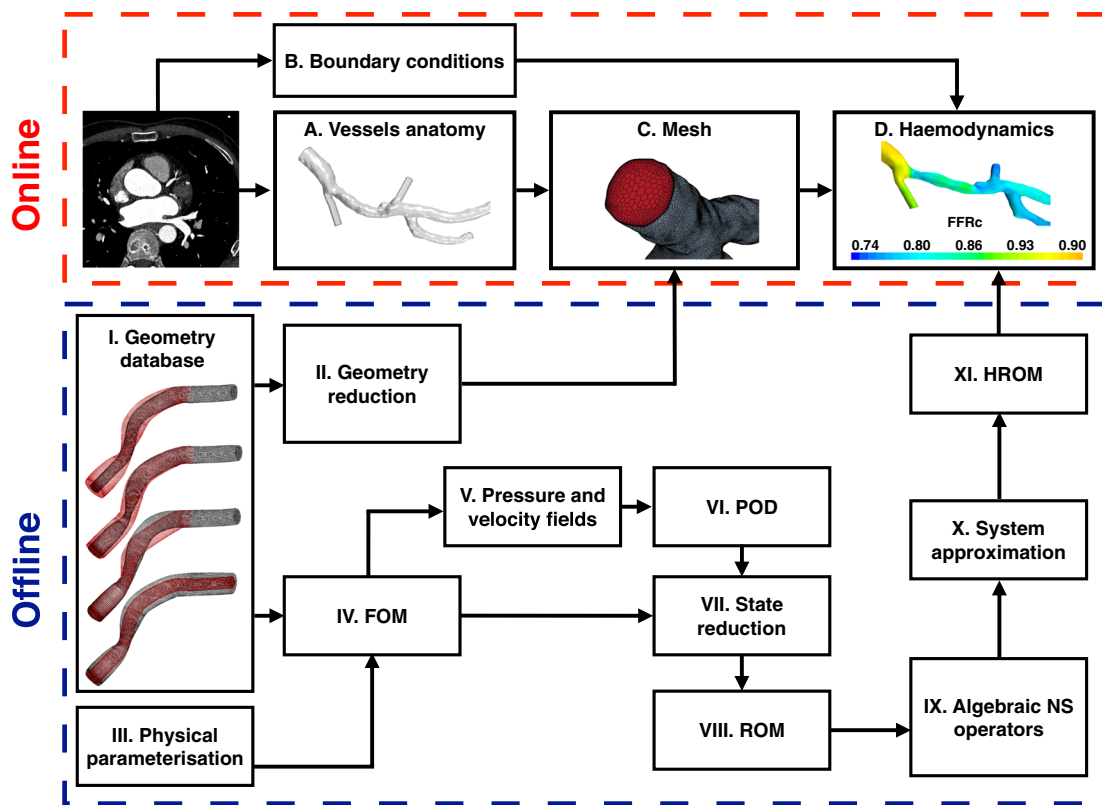 Online
B. Boundary conditions
A. Vessels anatomy
C. Mesh
D. Haemodynamics
FFRc
0.74 0.80 0.86 0.93 0.90
Offline
I. Geometry
database
II. Geometry
reduction
XI. HROM
V. Pressure and
velocity fields
VI. POD
X. System
approximation
IV. FOM
VII. State
reduction
III. Physical
parameterisation
VIII. ROM
IX. Algebraic NS
operators